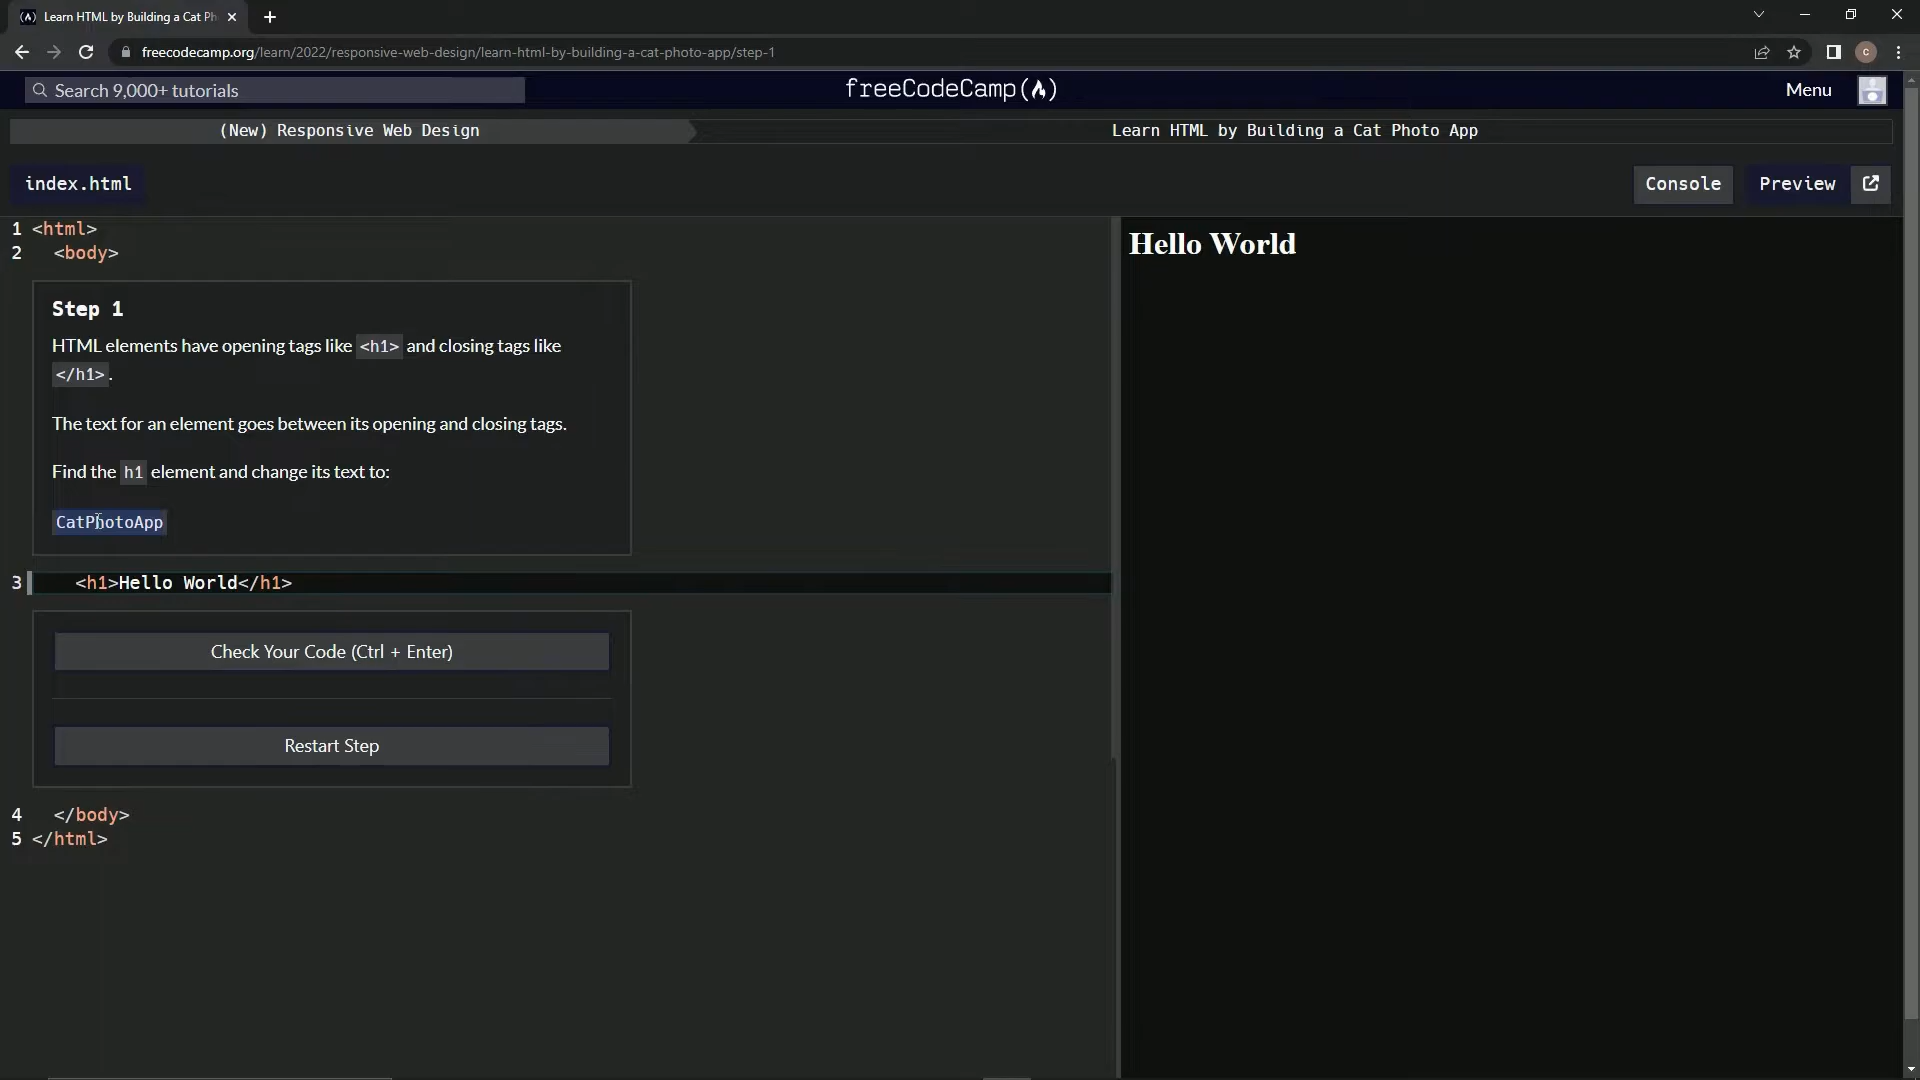 Learn HTML by Building a Cat Ph
freecodecamp.org/learn/2022/responsive-web-design/learn-html-by-building-a-cat-photo-app/step-1
C
Search 9,000+ tutorials
freeCodeCamp
Menu
(New) Responsive Web Design
Learn HTML by Building a Cat Photo App
index.html
Console
Preview
1 <html>
2 <body>
Step 1
HTML elements have opening tags like <h1> and closing tags like
</h1>.
The text for an element goes between its opening and closing tags.
Find the h1 element and change its text to:
CatPhotoApp
3 <h1>Hello World</h1>
Check Your Code (Ctrl + Enter)
Restart Step
4 </body>
5 </html>
Hello World